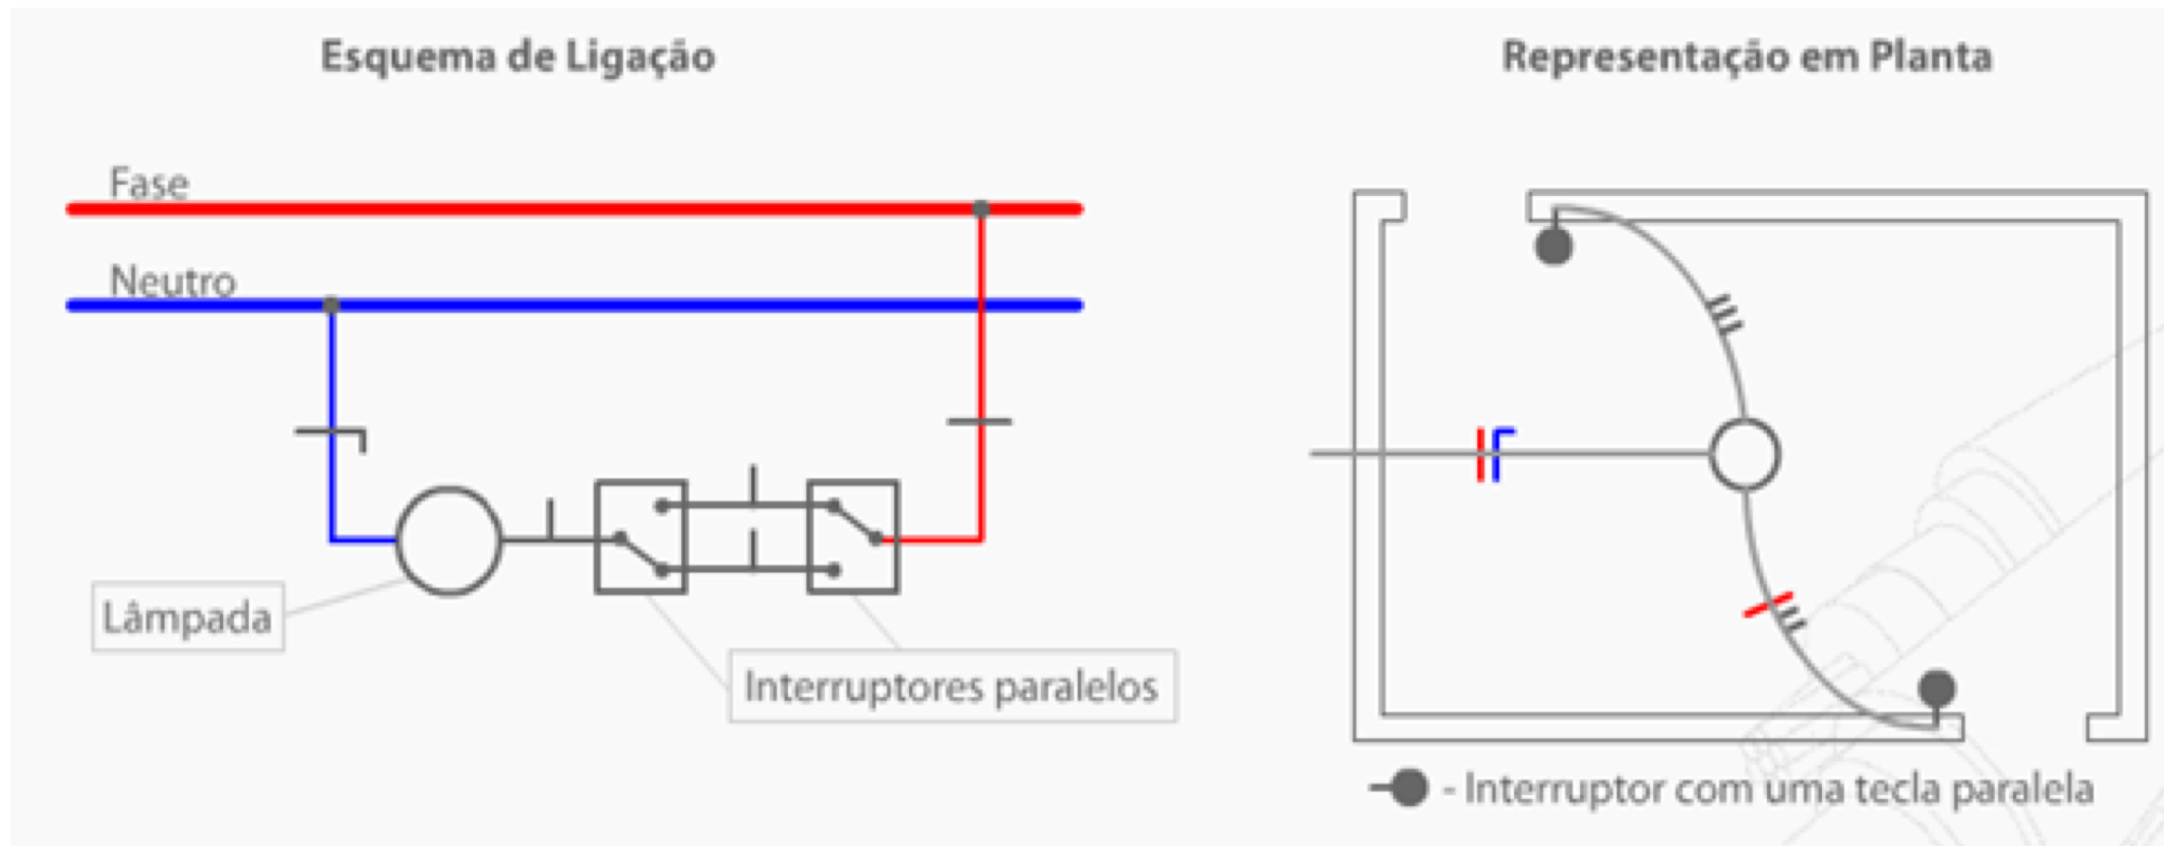 Esquema de Ligação
Representação em Planta
Fase
Neutro
Lâmpada
Interruptores paralelos
- Interruptor com uma tecla paralela